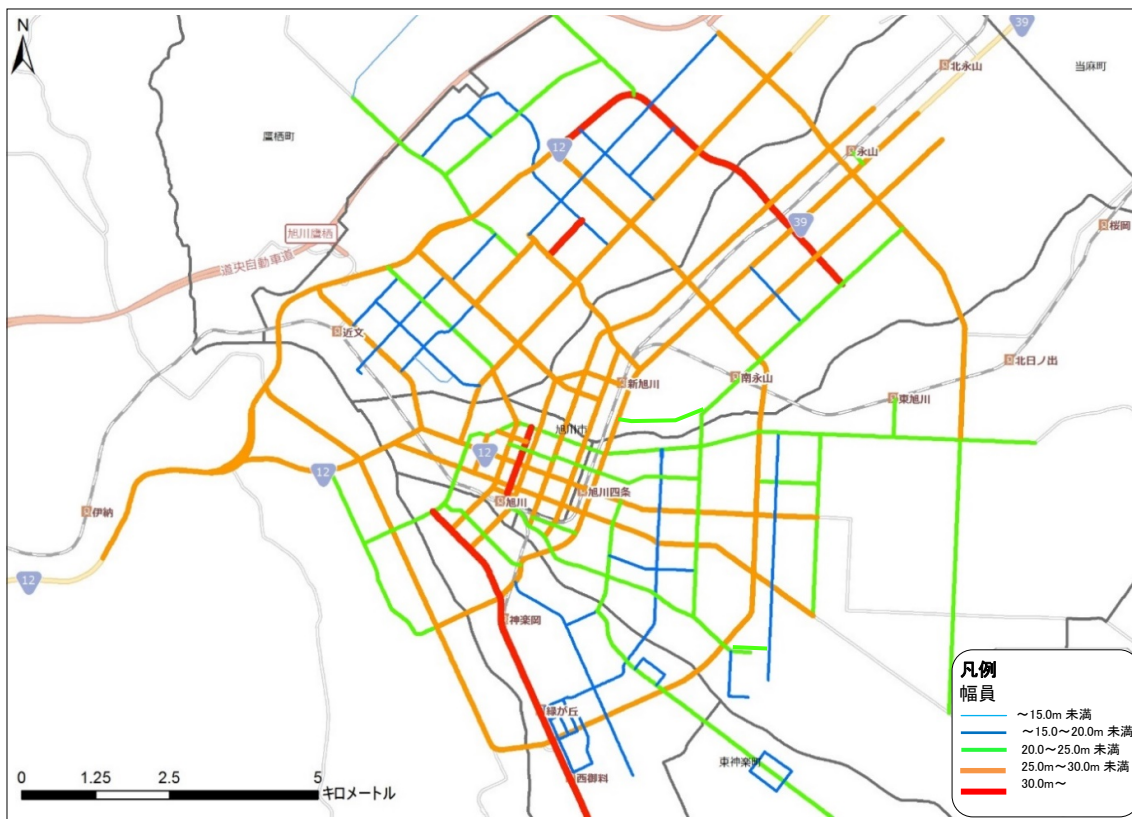 N
39
北永山
当麻町
鷹栖町
12
永山
39
桜岡
旭川鷹栖
道央自動車道
近文
北日ノ出
新旭川
南永山
東旭川
旭川市
12
12
旭川四条
旭川
伊納
12
神楽岡
緑が丘
東神楽町
西御料
0 1.25 2.5 5
キロメートル
凡例
幅員
～15.0m 未満
～15.0～20.0m 未満
20.0～25.0m 未満
25.0m～30.0m 未満
30.0m～